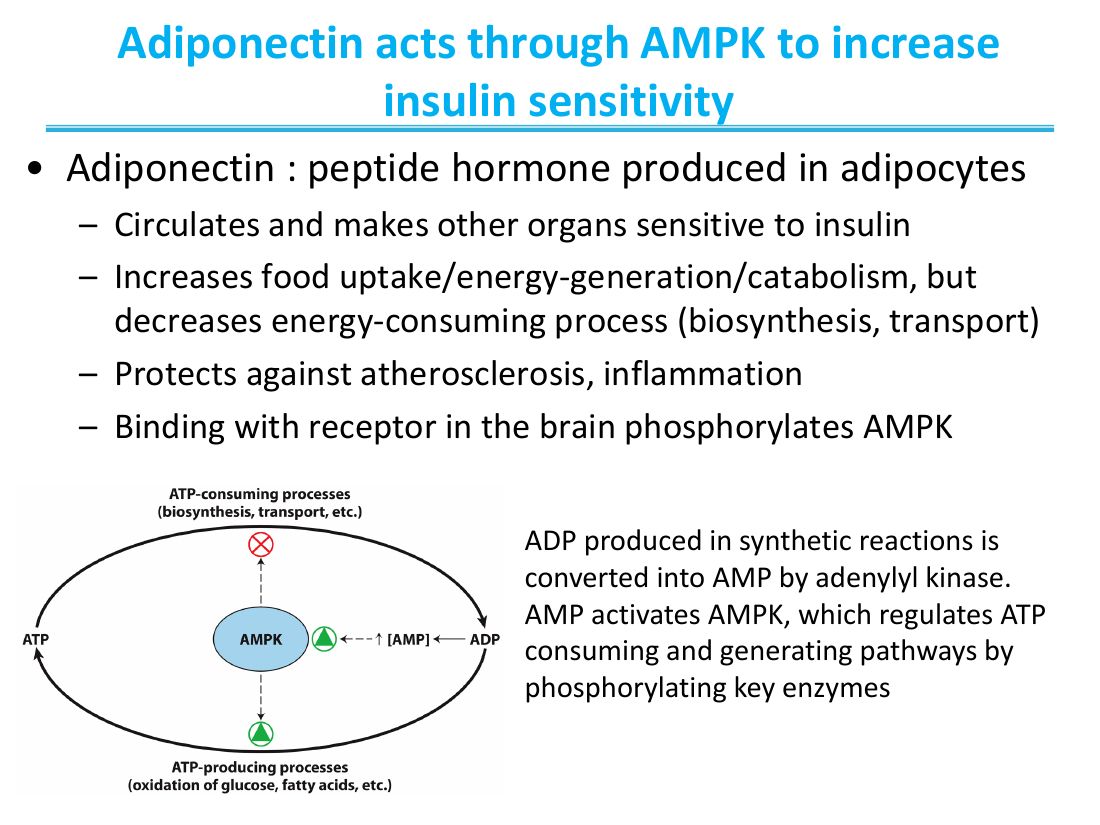 Adiponectin acts through AMPK to increase
insulin sensitivity
• Adiponectin : peptide hormone produced in adipocytes
– Circulates and makes other organs sensitive to insulin
– Increases food uptake/energy-generation/catabolism, but
decreases energy-consuming process (biosynthesis, transport)
– Protects against atherosclerosis, inflammation
– Binding with receptor in the brain phosphorylates AMPK
ATP-consuming processes
(biosynthesis, transport, etc.)
ATP
AMPK
↑ [AMP]
ADP
ATP-producing processes
(oxidation of glucose, fatty acids, etc.)
ADP produced in synthetic reactions is
converted into AMP by adenylyl kinase.
AMP activates AMPK, which regulates ATP
consuming and generating pathways by
phosphorylating key enzymes